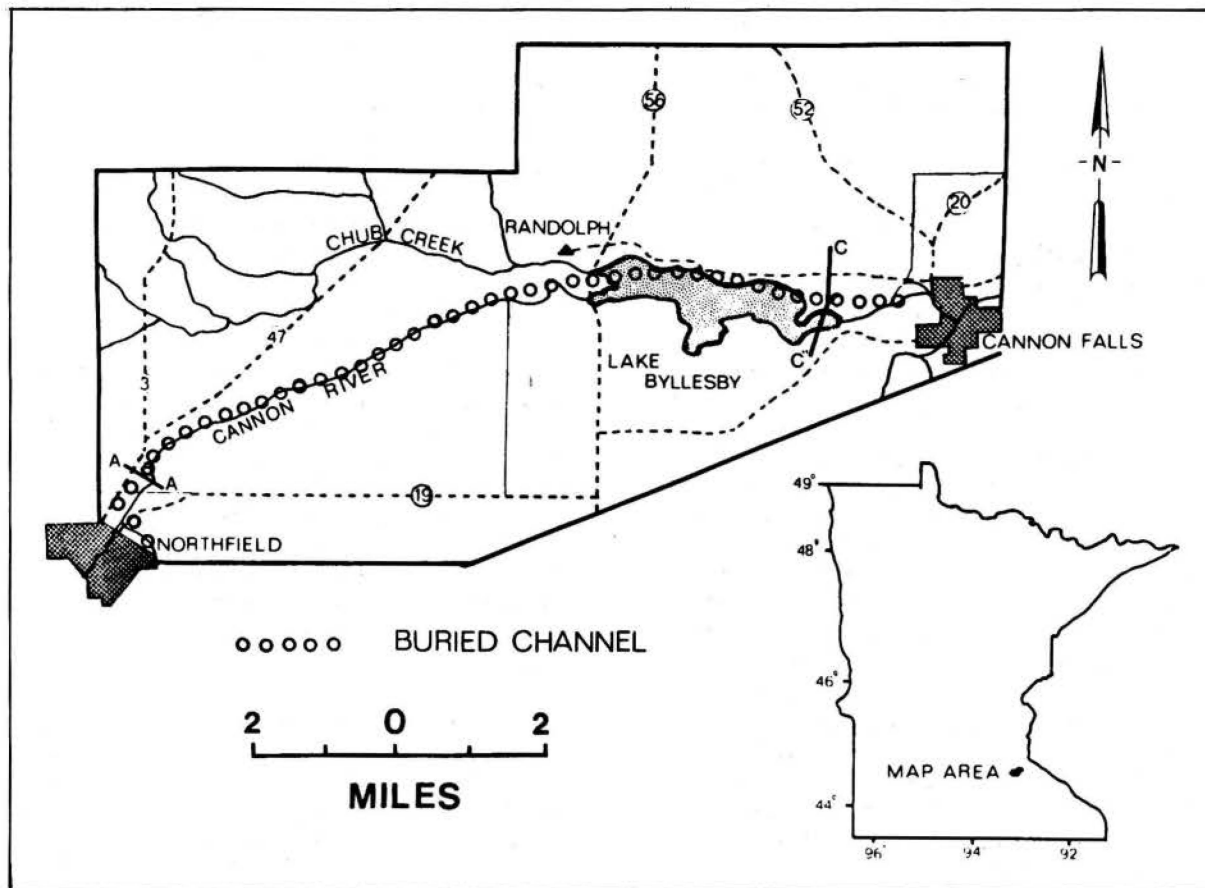 56
52
N
20
RANDOLPH
CHUB CREEK
C
47
3
CANNON RIVER
LAKE
BYLLESBY
C'
CANNON FALLS
A
A
19
NORTHFIELD
BURIED CHANNEL
2 0 2
MILES
49°
48°
46°
44°
MAP AREA
96° 94° 92°